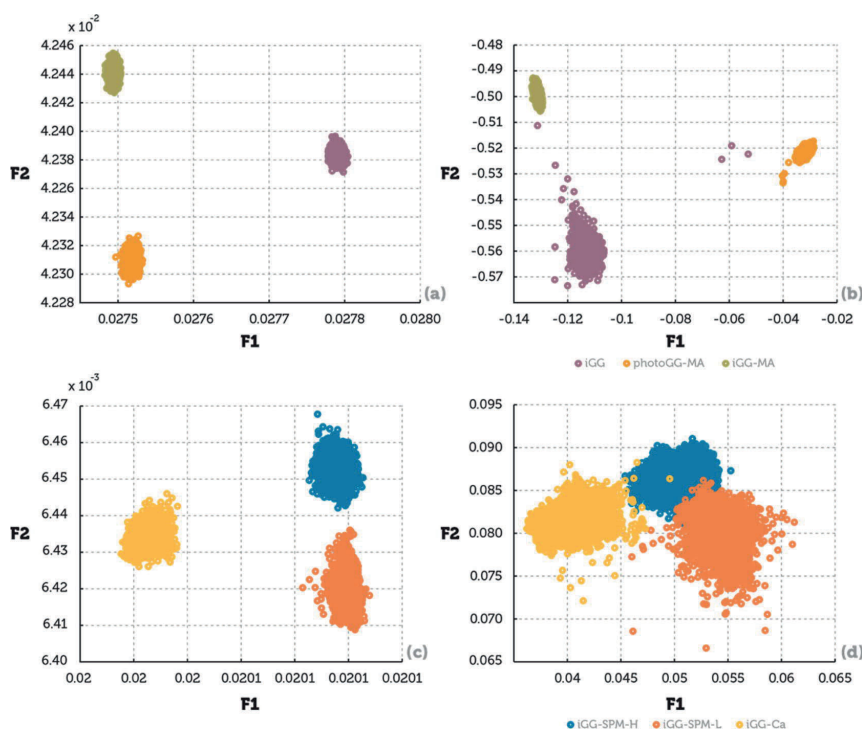 x 10⁻²
4.246
4.244
4.242
4.240
4.238
4.226
4.234
4.232
4.230
4.228
F2
0.0275 0.0276 0.0277 0.0278 0.0280
F1
(a)
-0.48
-0.49
-0.50
-0.51
-0.52
-0.53
-0.54
-0.55
-0.56
-0.57
F2
-0.14 -0.12 -0.1 -0.08 -0.06 -0.04 -0.02
F1
(b)
iGG photoGG-MA iGG-MA
x 10⁻³
6.47
6.46
6.45
6.44
6.43
6.42
6.41
6.40
F2
0.02 0.02 0.0201 0.0201 0.0201 0.0201
F1
(c)
0.095
0.090
0.085
0.080
0.075
0.070
0.065
F2
0.04 0.045 0.05 0.055 0.06 0.065
F1
(d)
iGG-SPM-H iGG-SPM-L iGG-Ca